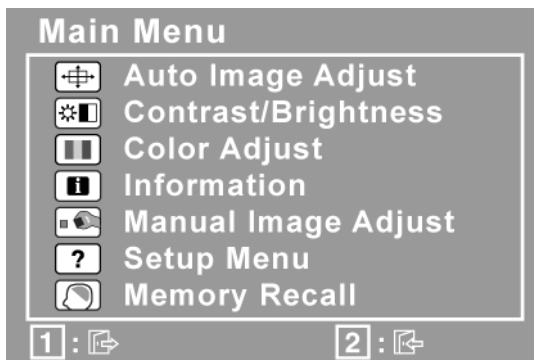 Main Menu
Auto Image Adjust
Contrast/Brightness
Color Adjust
i Information
Manual Image Adjust
? Setup Menu
Memory Recall
1 : 2 :